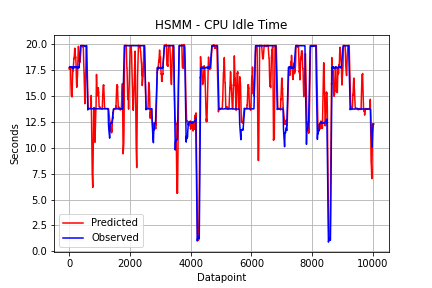 HSMM - CPU Idle Time
20.0
17.5
15.0
12.5
10.0
7.5
5.0
2.5
0.0
Seconds
Predicted
Observed
0 2000 4000 6000 8000 10000
Datapoint